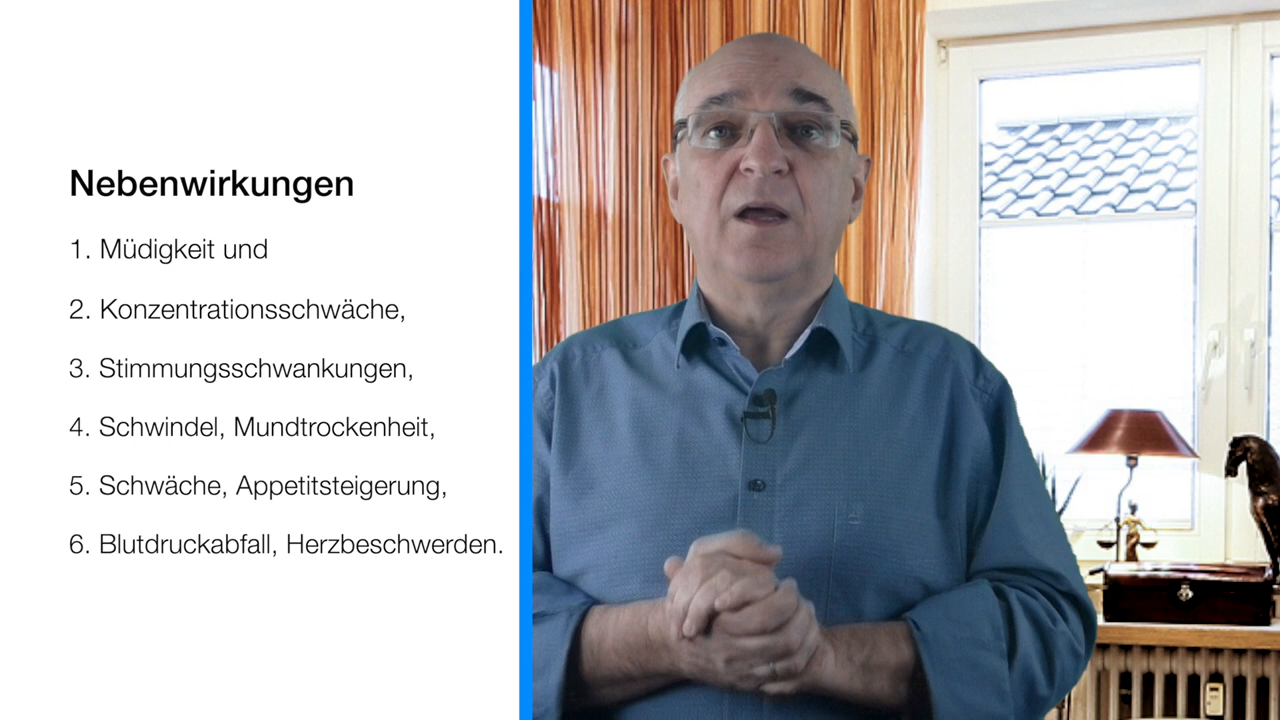 Nebenwirkungen
1. Müdigkeit und
2. Konzentrationsschwäche,
3. Stimmungsschwankungen,
4. Schwindel, Mundtrockenheit,
5. Schwäche, Appetitsteigerung,
6. Blutdruckabfall, Herzbeschwerden.